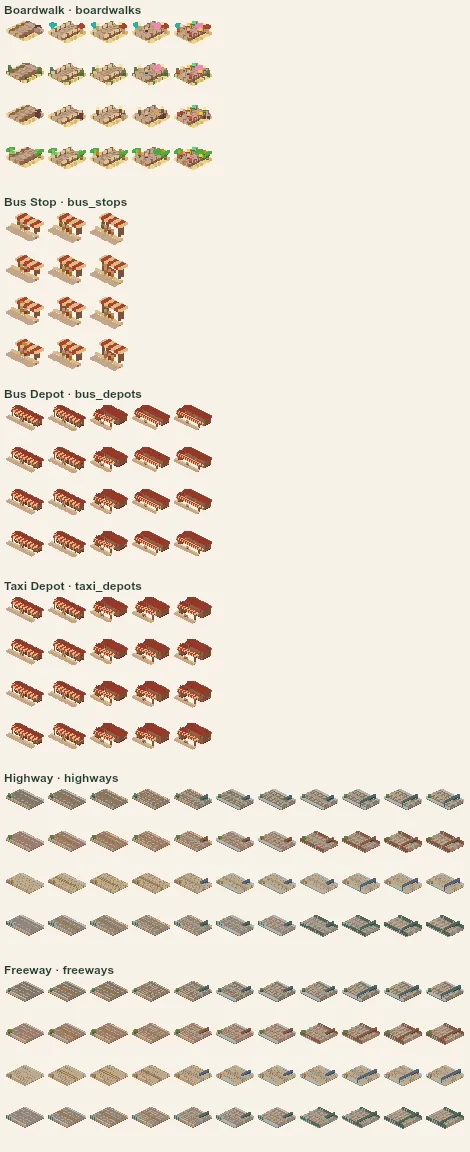 Boardwalk · boardwalks
Bus Stop · bus_stops
Bus Depot · bus_depots
Taxi Depot · taxi_depots
Highway · highways
Freeway · freeways